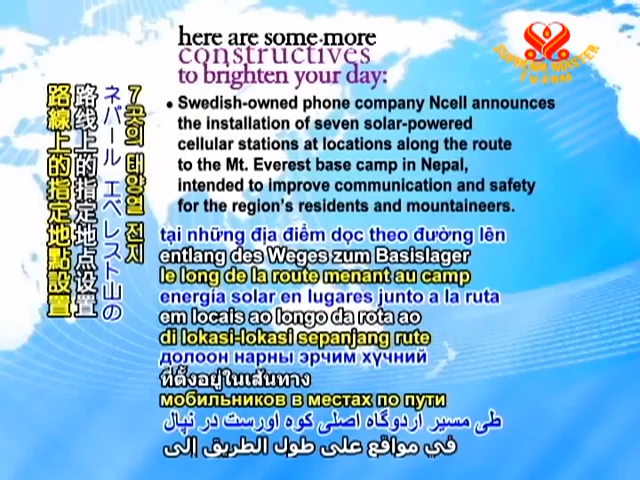 here are some more
constructives
to brighten your day:
SUPREME MASTER
TV.COM
• Swedish-owned phone company Ncell announces
the installation of seven solar-powered
cellular stations at locations along the route
to the Mt. Everest base camp in Nepal,
intended to improve communication and safety
for the region's residents and mountaineers.
7곳의 태양열 전지
ネパール エベレスト山の
路线上的指定地点设置
路線上的指定地點設置
tại những địa điểm dọc theo đường lên
entlang des Weges zum Basislager
le long de la route menant au camp
energía solar en lugares junto a la ruta
em locais ao longo da rota ao
di lokasi-lokasi sepanjang rute
долоон нарны эрчим хүчний
ที่ตั้งอยู่ในเส้นทาง
мобильников в местах по пути
طی مسیر اردوگاه اصلی کوه اورست در نپال
في مواقع على طول الطريق إلى